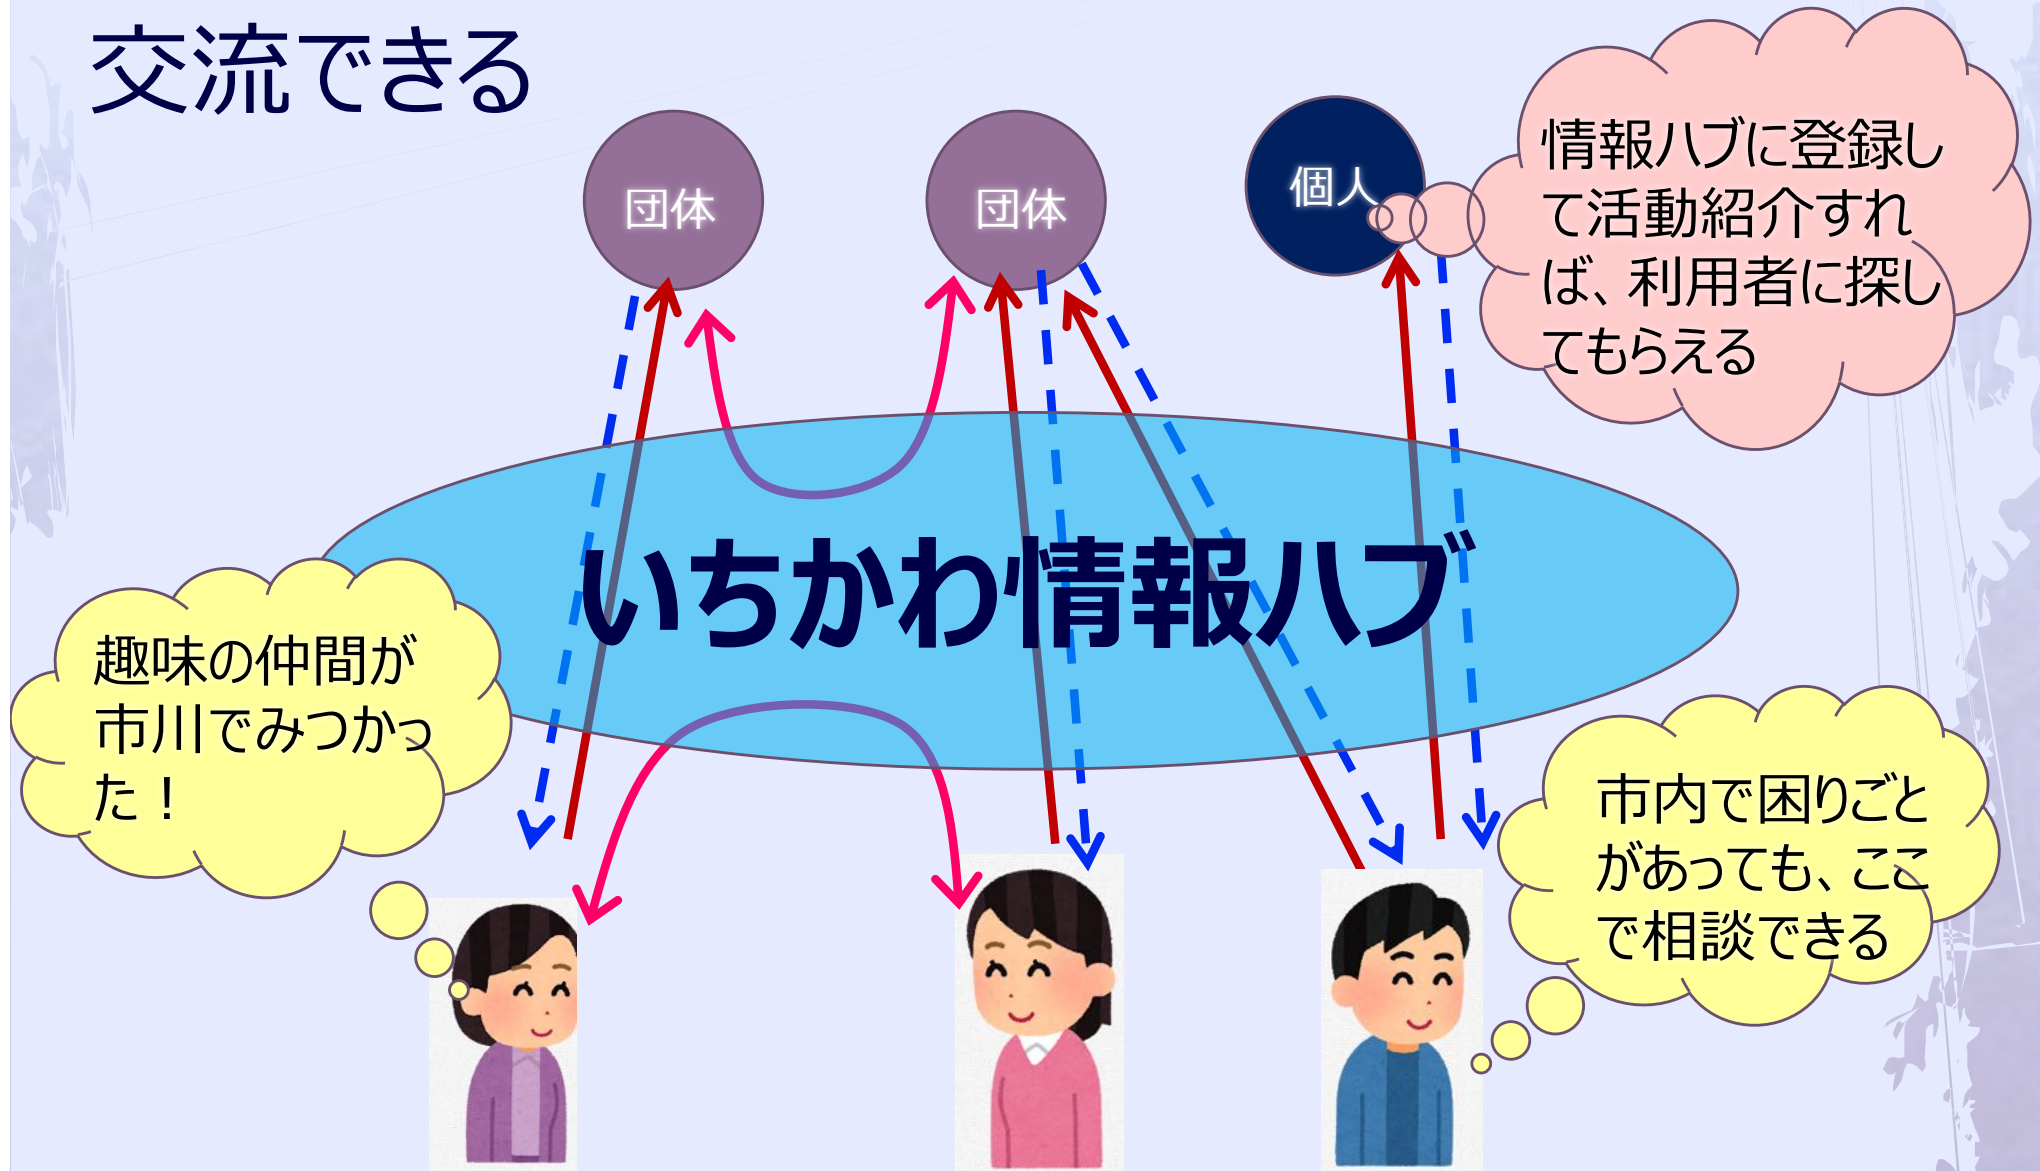 交流できる
団体
団体
個人
情報ハブに登録し
て活動紹介すれ
ば、利用者に探し
てもらえる
いちかわ情報ハブ
趣味の仲間が
市川でみつかっ
た！
市内で困りごと
があっても、ここ
で相談できる